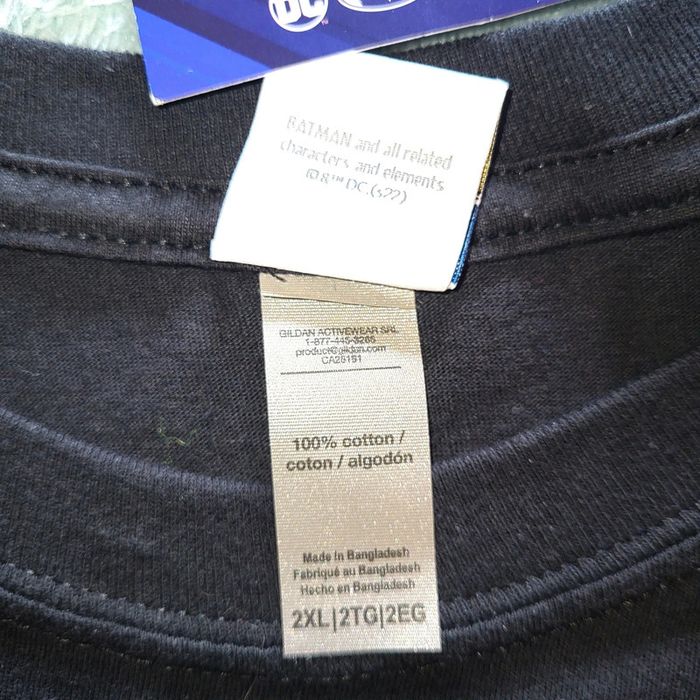 DC
BATMAN and all related
characters and elements
© & ™ DC. (s22)
GILDAN ACTIVEWEAR SRL
1-877-445-3265
product@gildan.com
CA26151
100% cotton /
coton / algodón
Made in Bangladesh
Fabriqué au Bangladesh
Hecho en Bangladesh
2XL|2TG|2EG